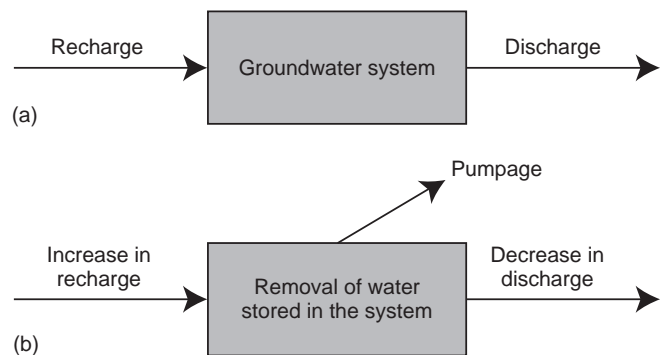 Recharge
Groundwater system
Discharge
(a)
Pumpage
Increase in
recharge
Removal of water
stored in the system
Decrease in
discharge
(b)